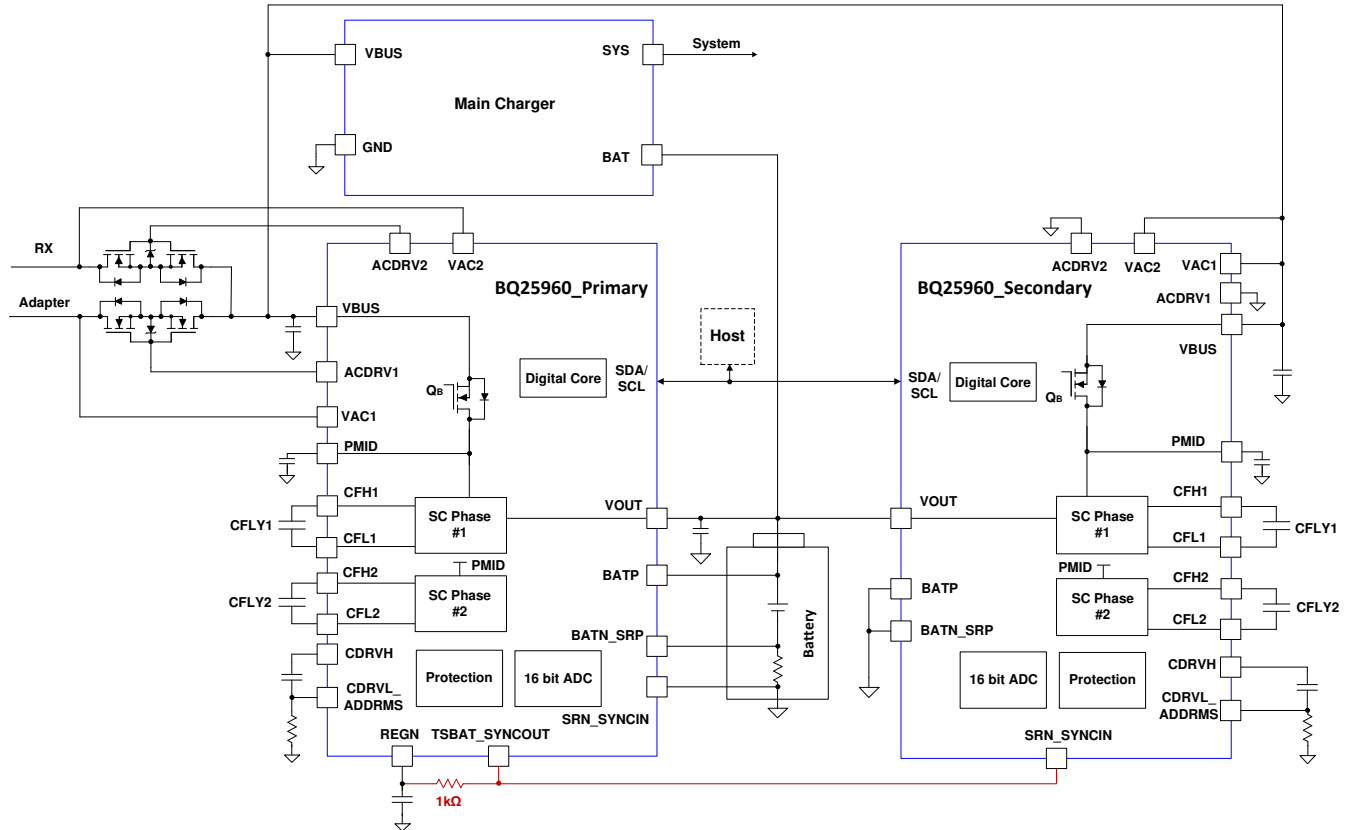 VBUS
SYS
System
Main Charger
GND
BAT
RX
Adapter
ACDRV2
VAC2
BQ25960_Primary
VBUS
ACDRV1
VAC1
PMID
QB
Digital Core
SDA/
SCL
Host
CFH1
CFLY1
CFL1
SC Phase
#1
VOUT
PMID
CFH2
CFLY2
CFL2
SC Phase
#2
BATP
BATN_SRP
CDRVH
CDRVL_
ADDRMS
Protection
16 bit ADC
SRN_SYNCIN
REGN
TSBAT_SYNCOUT
1kΩ
Battery
ACDRV2
VAC2
VAC1
BQ25960_Secondary
ACDRV1
VBUS
SDA/
SCL
Digital Core
QB
PMID
VOUT
SC Phase
#1
CFH1
CFLY1
CFL1
PMID
SC Phase
#2
CFH2
CFLY2
CFL2
BATP
BATN_SRP
16 bit ADC
Protection
CDRVH
CDRVL_
ADDRMS
SRN_SYNCIN